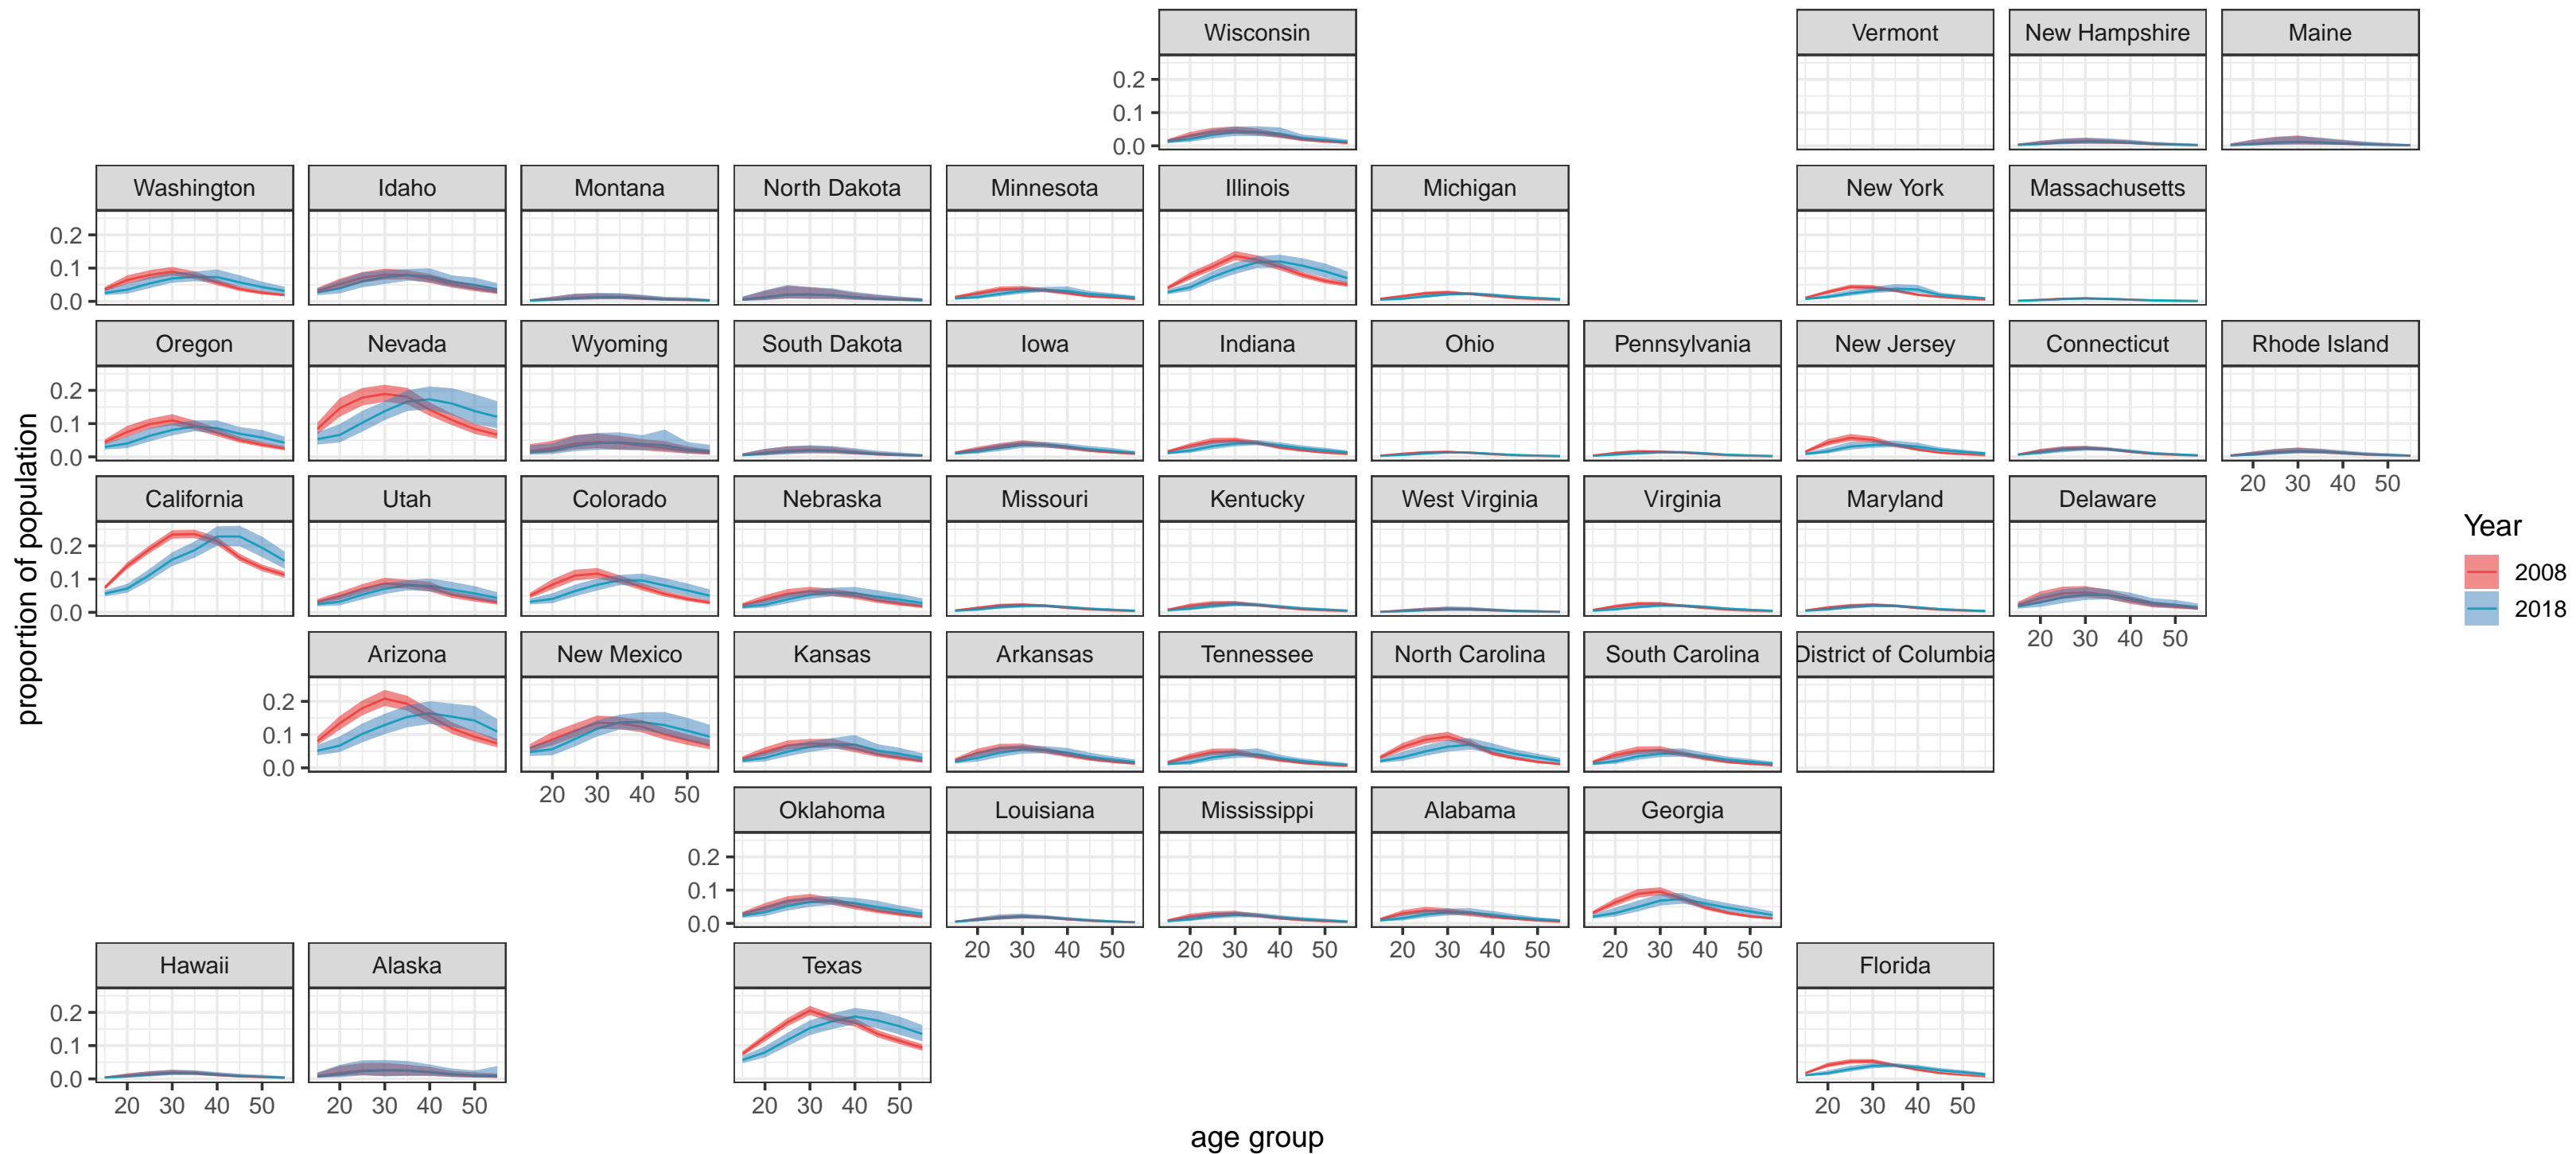 Wisconsin Vermont New Hampshire Maine
0.2
0.1
0.0
Washington Idaho Montana North Dakota Minnesota Illinois Michigan New York Massachusetts
0.2
0.1
0.0
Oregon Nevada Wyoming South Dakota Iowa Indiana Ohio Pennsylvania New Jersey Connecticut Rhode Island
0.2
0.1
0.0
20 30 40 50
California Utah Colorado Nebraska Missouri Kentucky West Virginia Virginia Maryland Delaware
0.2
0.1
0.0
20 30 40 50
Arizona New Mexico Kansas Arkansas Tennessee North Carolina South Carolina District of Columbia
0.2
0.1
0.0
20 30 40 50
Oklahoma Louisiana Mississippi Alabama Georgia
0.2
0.1
0.0
20 30 40 50 20 30 40 50 20 30 40 50 20 30 40 50
Hawaii Alaska Texas Florida
0.2
0.1
0.0
20 30 40 50 20 30 40 50 20 30 40 50 20 30 40 50
age group
proportion of population
Year
2008
2018